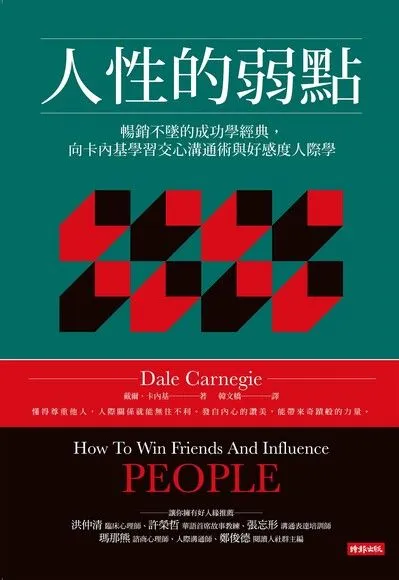 人性的弱點
暢銷不墜的成功學經典，
向卡內基學習交心溝通術與好感度人際學
Dale Carnegie
戴爾．卡內基——著 韓文橋——譯
懂得尊重他人，人際關係就能無往不利。發自內心的讚美，能帶來奇蹟般的力量。
How To Win Friends And Influence
PEOPLE
——讓你擁有好人緣推薦——
洪仲清 臨床心理師、許榮哲 華語首席故事教練、張忘形 溝通表達培訓師
瑪那熊 諮商心理師、人際溝通師、鄭俊德 閱讀人社群主編
時報出版